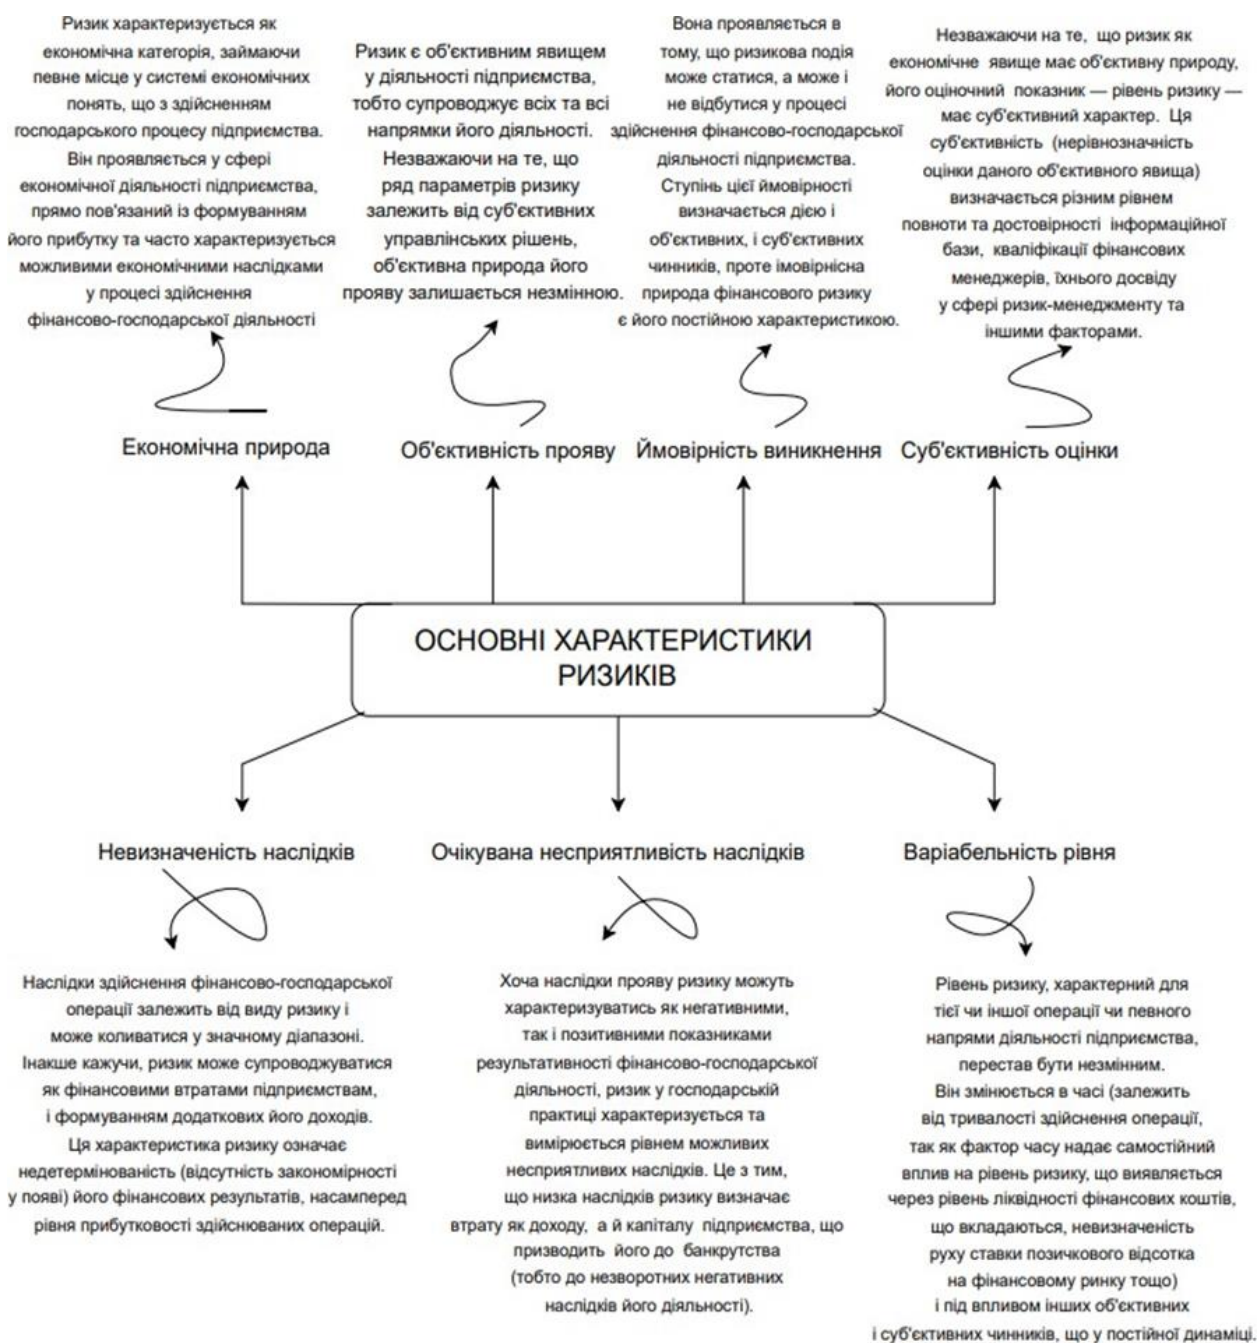 Ризик характеризується як
економічна категорія, займаючи
певне місце у системі економічних
понять, що з здійсненням
господарського процесу підприємства.
Він проявляється у сфері
економічної діяльності підприємства,
прямо пов'язаний із формуванням
його прибутку та часто характеризується
можливими економічними наслідками
у процесі здійснення
фінансово-господарської діяльності
Ризик є об'єктивним явищем
у діяльності підприємства,
тобто супроводжує всіх та всі
напрямки його діяльності.
Незважаючи на те, що
ряд параметрів ризику
залежить від суб'єктивних
управлінських рішень,
об'єктивна природа його
прояву залишається незмінною.
Вона проявляється в
тому, що ризикова подія
може статися, а може і
не відбутися у процесі
здійснення фінансово-господарської
діяльності підприємства.
Ступінь цієї ймовірності
визначається дією і
об'єктивних, і суб'єктивних
чинників, проте імовірнісна
природа фінансового ризику
є його постійною характеристикою.
Незважаючи на те, що ризик як
економічне явище має об'єктивну природу,
його оціночний показник — рівень ризику —
має суб'єктивний характер. Ця
суб'єктивність (нерівнозначність
оцінки даного об'єктивного явища)
визначається різним рівнем
повноти та достовірності інформаційної
бази, кваліфікації фінансових
менеджерів, їхнього досвіду
у сфері ризик-менеджменту та
іншими факторами.
Економічна природа
Об'єктивність прояву
Ймовірність виникнення
Суб'єктивність оцінки
ОСНОВНІ ХАРАКТЕРИСТИКИ
РИЗИКІВ
Невизначеність наслідків
Очікувана несприятливість наслідків
Варіабельність рівня
Наслідки здійснення фінансово-господарської
операції залежить від виду ризику і
може коливатися у значному діапазоні.
Інакше кажучи, ризик може супроводжуватися
як фінансовими втратами підприємствам,
і формуванням додаткових його доходів.
Ця характеристика ризику означає
недетермінованість (відсутність закономірності
у появі) його фінансових результатів, насамперед
рівня прибутковості здійснюваних операцій.
Хоча наслідки прояву ризику можуть
характеризуватись як негативними,
так і позитивними показниками
результативності фінансово-господарської
діяльності, ризик у господарській
практиці характеризується та
вимірюється рівнем можливих
несприятливих наслідків. Це з тим,
що низка наслідків ризику визначає
втрату як доходу, а й капіталу підприємства, що
призводить його до банкрутства
(тобто до незворотних негативних
наслідків його діяльності).
Рівень ризику, характерний для
тієї чи іншої операції чи певного
напрями діяльності підприємства,
перестав бути незмінним.
Він змінюється в часі (залежить
від тривалості здійснення операції,
так як фактор часу надає самостійний
вплив на рівень ризику, що виявляється
через рівень ліквідності фінансових коштів,
що вкладаються, невизначеність
руху ставки позичкового відсотка
на фінансовому ринку тощо)
і під впливом інших об'єктивних
і суб'єктивних чинників, що у постійної динаміці.